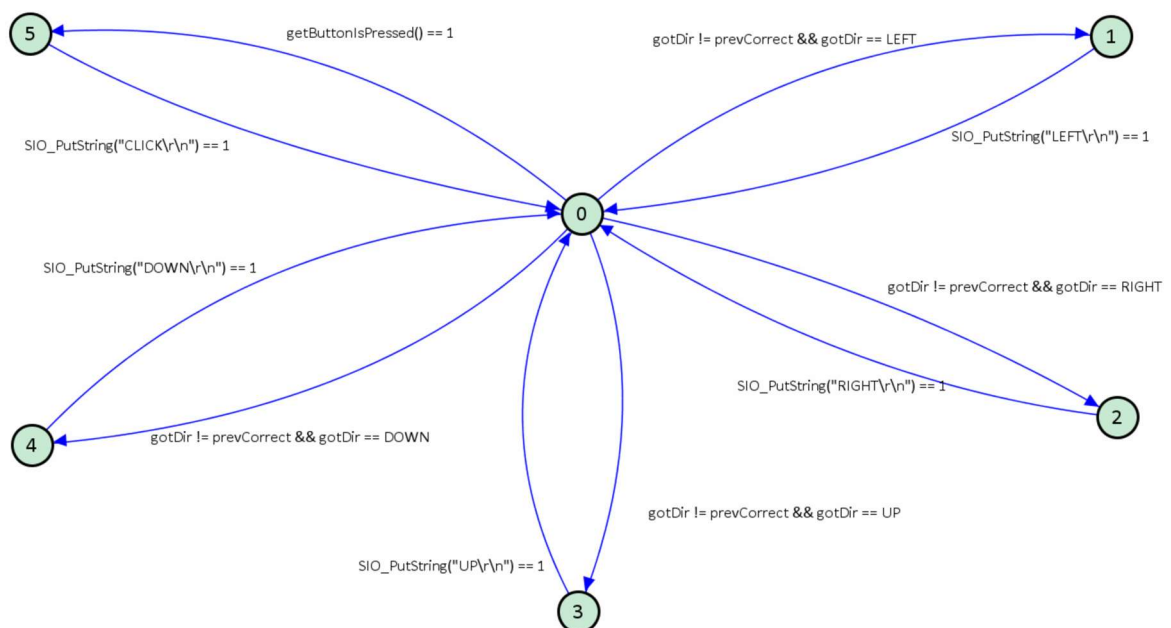 5
getButtonIsPressed() == 1
gotDir != prevCorrect && gotDir == LEFT
1
SIO_PutString("CLICK\r\n") == 1
SIO_PutString("LEFT\r\n") == 1
0
SIO_PutString("DOWN\r\n") == 1
gotDir != prevCorrect && gotDir == RIGHT
SIO_PutString("RIGHT\r\n") == 1
2
4
gotDir != prevCorrect && gotDir == DOWN
gotDir != prevCorrect && gotDir == UP
SIO_PutString("UP\r\n") == 1
3